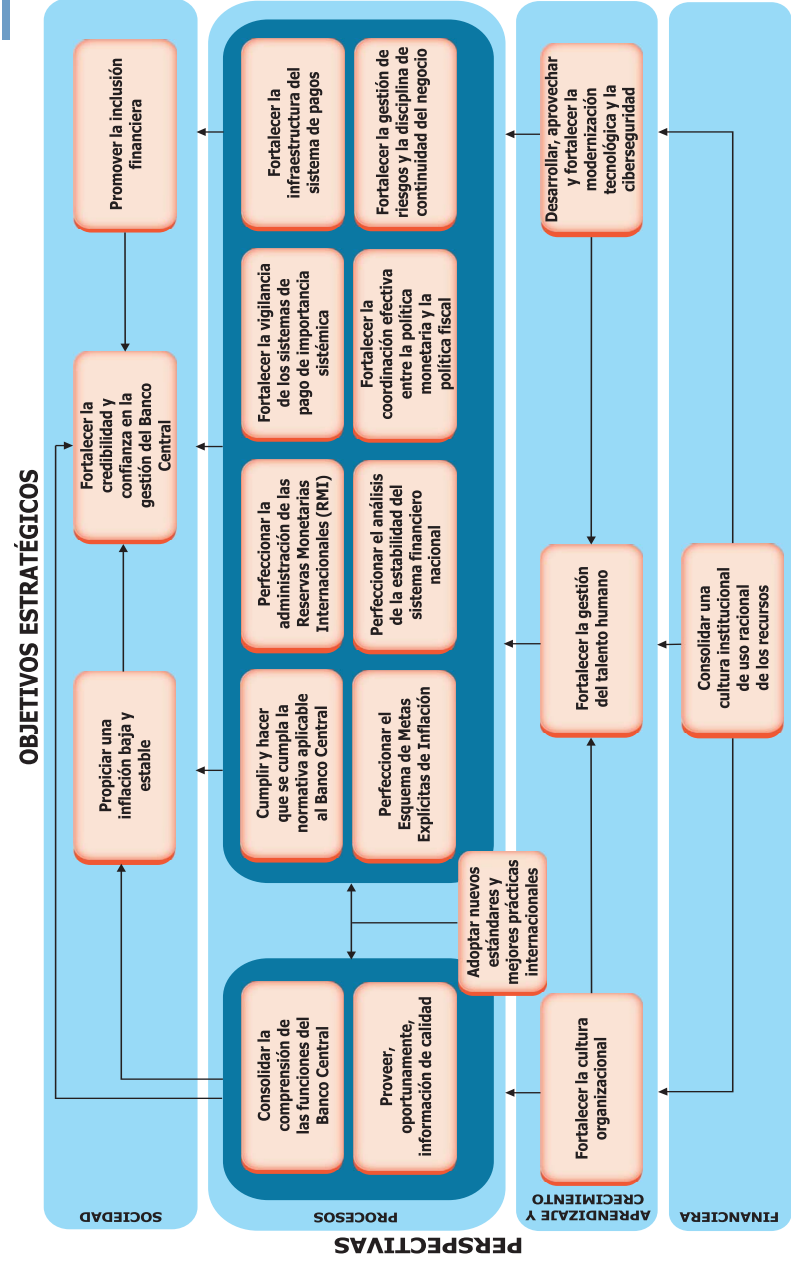 OBJETIVOS ESTRATÉGICOS
PERSPECTIVAS
SOCIEDAD
Propiciar una
inflación baja y
estable
Fortalecer la
credibilidad y
confianza en la
gestión del Banco
Central
Promover la inclusión
financiera
PROCESOS
Consolidar la
comprensión de
las funciones del
Banco Central
Proveer,
oportunamente,
información de calidad
Cumplir y hacer
que se cumpla la
normativa aplicable
al Banco Central
Perfeccionar la
administración de las
Reservas Monetarias
Internacionales (RMI)
Fortalecer la vigilancia
de los sistemas de
pago de importancia
sistémica
Fortalecer la
infraestructura del
sistema de pagos
Perfeccionar el
Esquema de Metas
Explícitas de Inflación
Perfeccionar el análisis
de la estabilidad del
sistema financiero
nacional
Fortalecer la
coordinación efectiva
entre la política
monetaria y la
política fiscal
Fortalecer la gestión de
riesgos y la disciplina de
continuidad del negocio
Adoptar nuevos
estándares y
mejores prácticas
internacionales
APRENDIZAJE Y
CRECIMIENTO
Fortalecer la cultura
organizacional
Fortalecer la gestión
del talento humano
Desarrollar, aprovechar
y fortalecer la
modernización
tecnológica y la
ciberseguridad
FINANCIERA
Consolidar una
cultura institucional
de uso racional
de los recursos